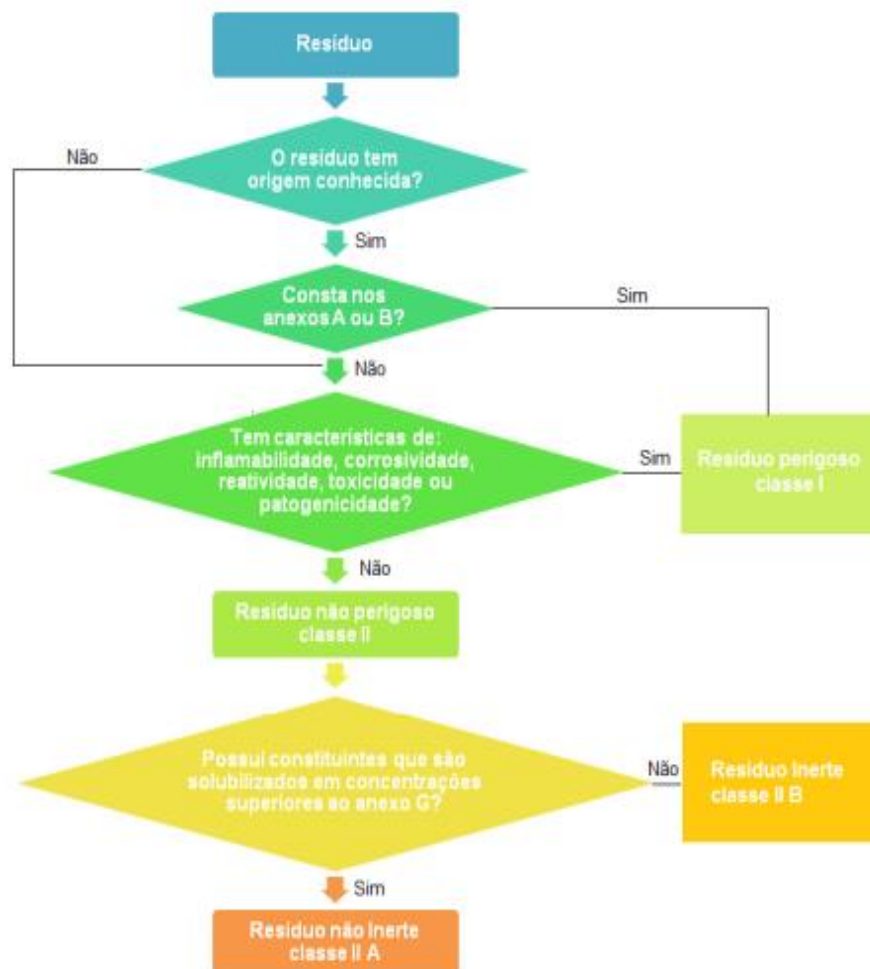 Resíduo
Não
O resíduo tem
origem conhecida?
Sim
Consta nos
anexos A ou B?
Sim
Não
Tem características de:
inflamabilidade, corrosividade,
reatividade, toxicidade ou
patogenicidade?
Sim
Resíduo perigoso
classe I
Não
Resíduo não perigoso
classe II
Possui constituintes que são
solubilizados em concentrações
superiores ao anexo G?
Não
Resíduo Inerte
classe II B
Sim
Resíduo não Inerte
classe II A